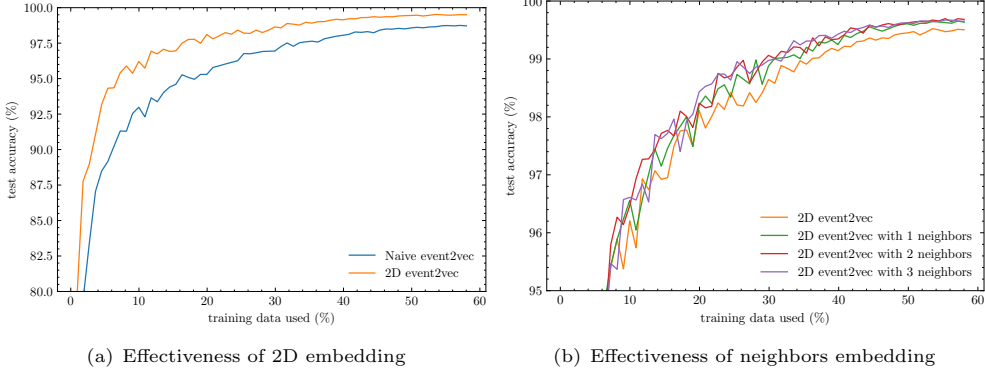 100.0
97.5
95.0
92.5
90.0
87.5
85.0
82.5
80.0
test accuracy (%)
0
10
20
30
40
50
60
training data used (%)
Naive event2vec
2D event2vec
(a) Effectiveness of 2D embedding
100
99
98
97
96
95
test accuracy (%)
0
10
20
30
40
50
60
training data used (%)
2D event2vec
2D event2vec with 1 neighbors
2D event2vec with 2 neighbors
2D event2vec with 3 neighbors
(b) Effectiveness of neighbors embedding